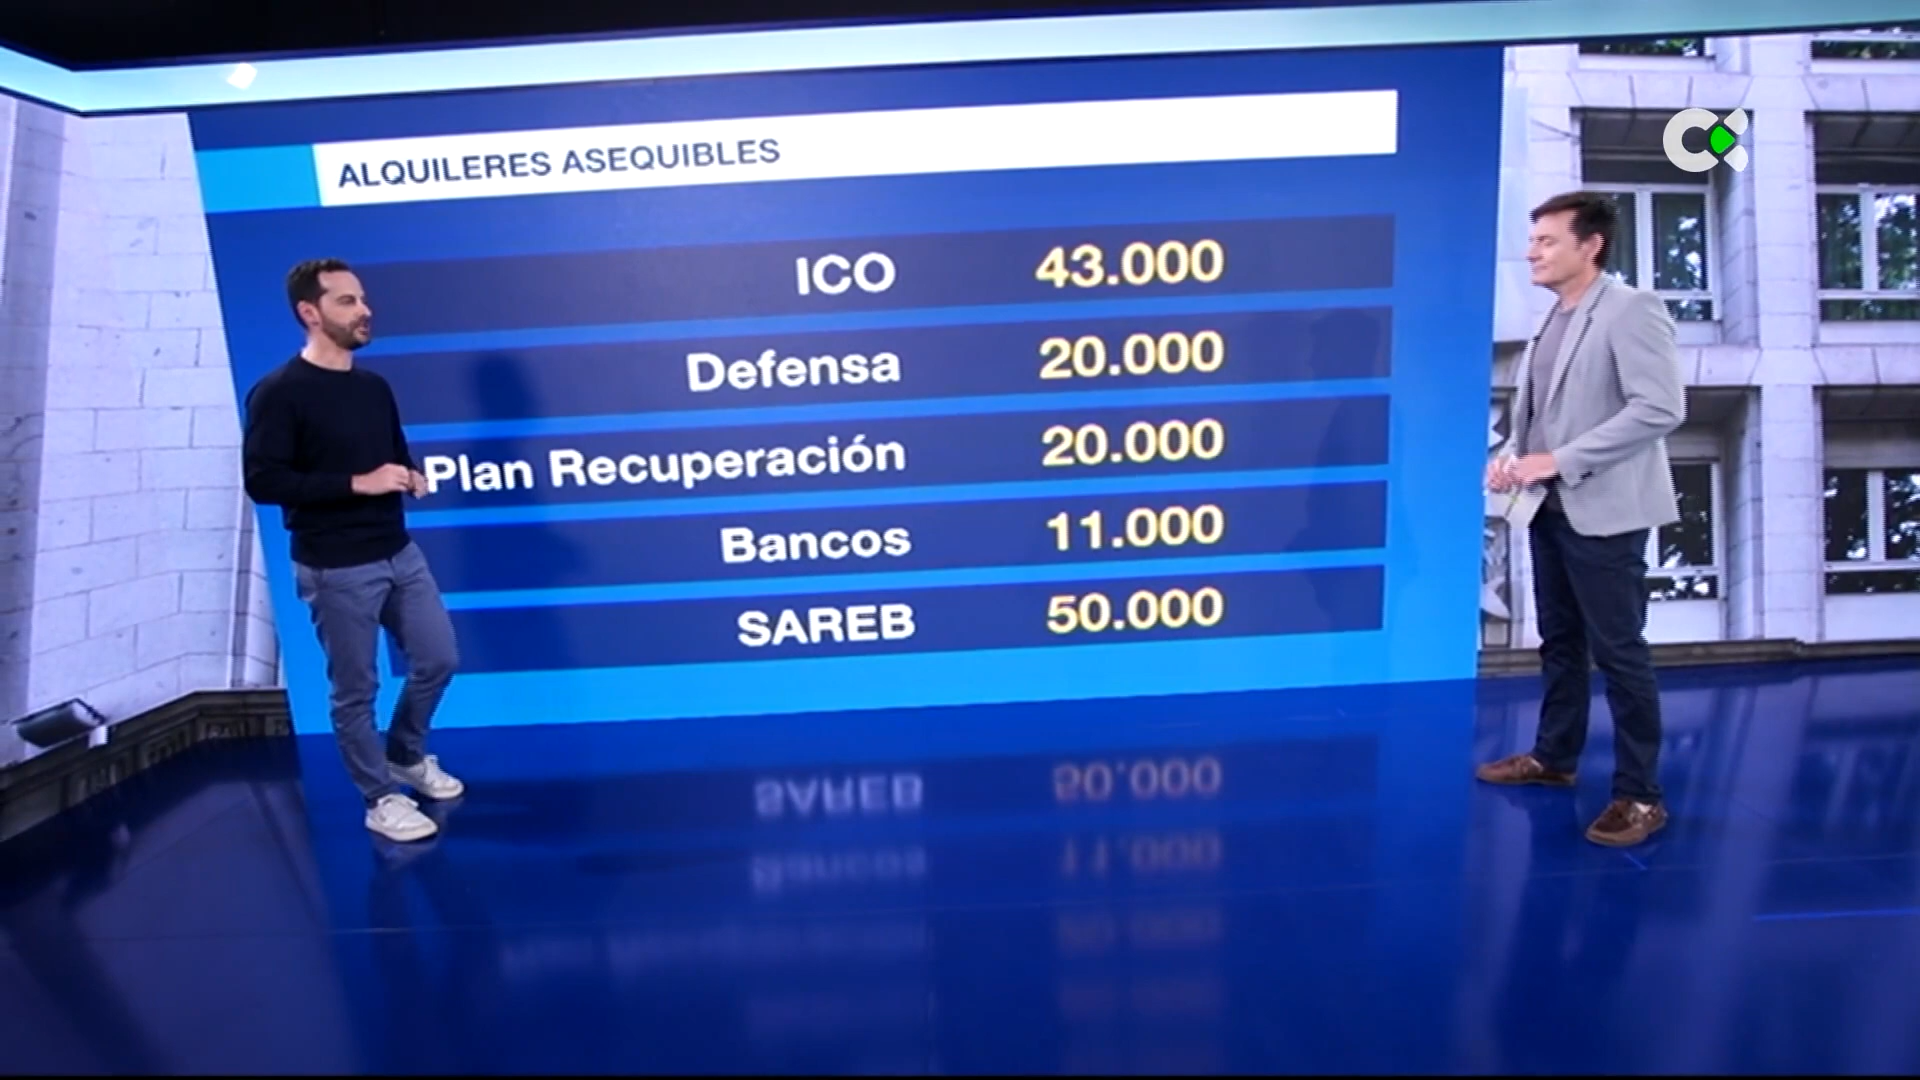 ALQUILERES ASEQUIBLES
ICO 43.000
Defensa 20.000
Plan Recuperación 20.000
Bancos 11.000
SAREB 50.000